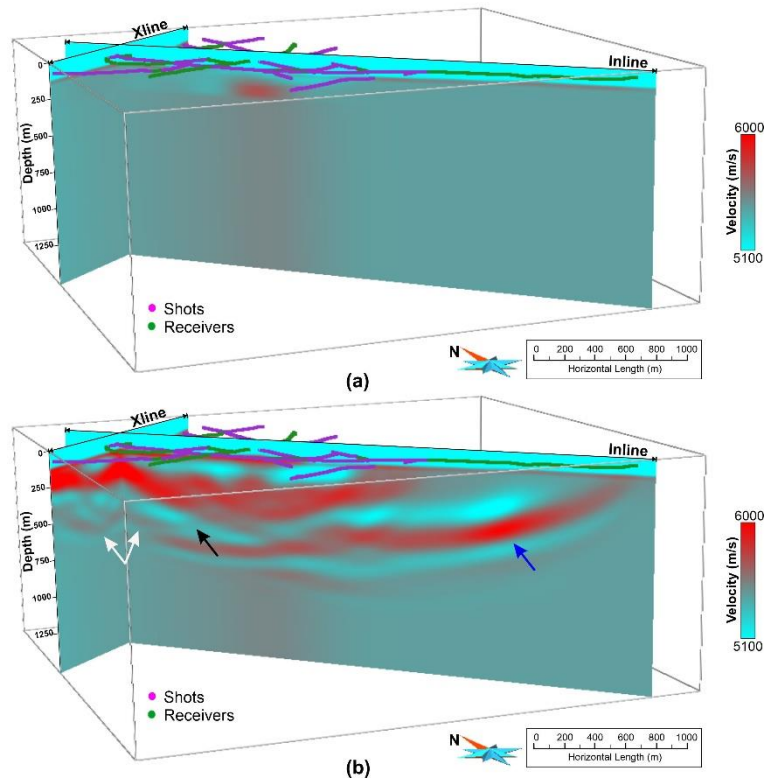 Xline
Inline
0
250
500
750
1000
1250
Depth (m)
6000
Velocity (m/s)
5100
Shots
Receivers
N
0 200 400 600 800 1000
Horizontal Length (m)
(a)
Xline
Inline
0
250
500
750
1000
1250
Depth (m)
6000
Velocity (m/s)
5100
Shots
Receivers
N
0 200 400 600 800 1000
Horizontal Length (m)
(b)